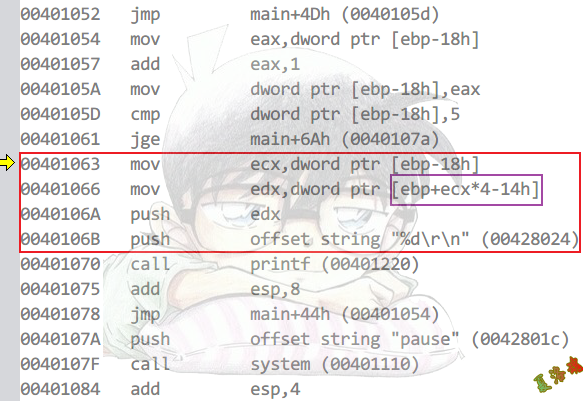 00401052 jmp main+4Dh (0040105d)
00401054 mov eax,dword ptr [ebp-18h]
00401057 add eax,1
0040105A mov dword ptr [ebp-18h],eax
0040105D cmp dword ptr [ebp-18h],5
00401061 jge main+6Ah (0040107a)
00401063 mov ecx,dword ptr [ebp-18h]
00401066 mov edx,dword ptr [ebp+ecx*4-14h]
0040106A push edx
0040106B push offset string "%d\r\n" (00428024)
00401070 call printf (00401220)
00401075 add esp,8
00401078 jmp main+44h (00401054)
0040107A push offset string "pause" (0042801c)
0040107F call system (00401110)
00401084 add esp,4